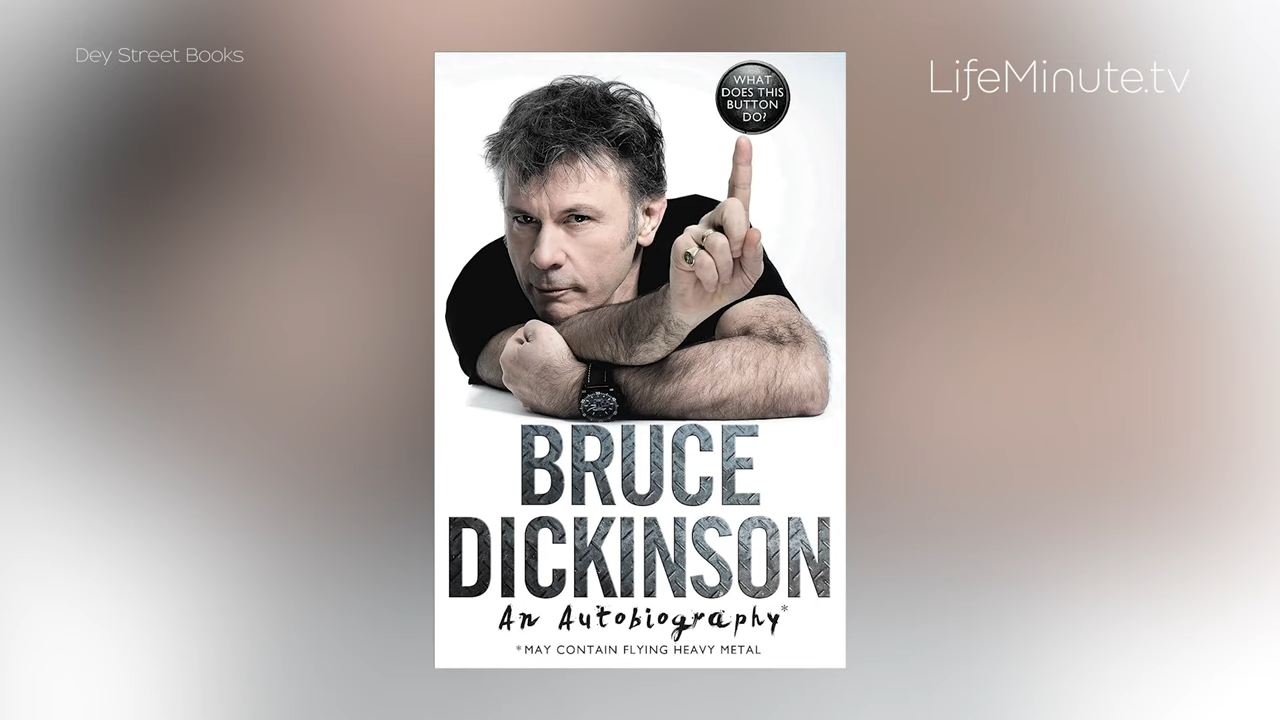 Dey Street Books
LifeMinute.tv
WHAT
DOES THIS
BUTTON
DO?
BRUCE
DICKINSON
An Autobiography*
*MAY CONTAIN FLYING HEAVY METAL